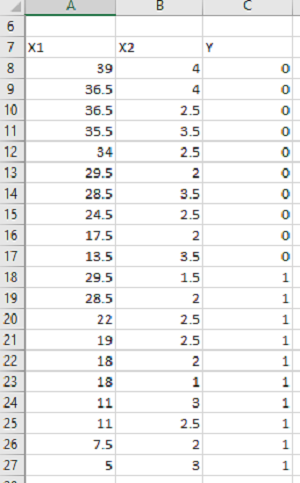 A B C
6
7 X1 X2 Y
8 39 4 0
9 36.5 4 0
10 36.5 2.5 0
11 35.5 3.5 0
12 34 2.5 0
13 29.5 2 0
14 28.5 3.5 0
15 24.5 2.5 0
16 17.5 2 0
17 13.5 3.5 0
18 29.5 1.5 1
19 28.5 2 1
20 22 2.5 1
21 19 2.5 1
22 18 2 1
23 18 1 1
24 11 3 1
25 11 2.5 1
26 7.5 2 1
27 5 3 1